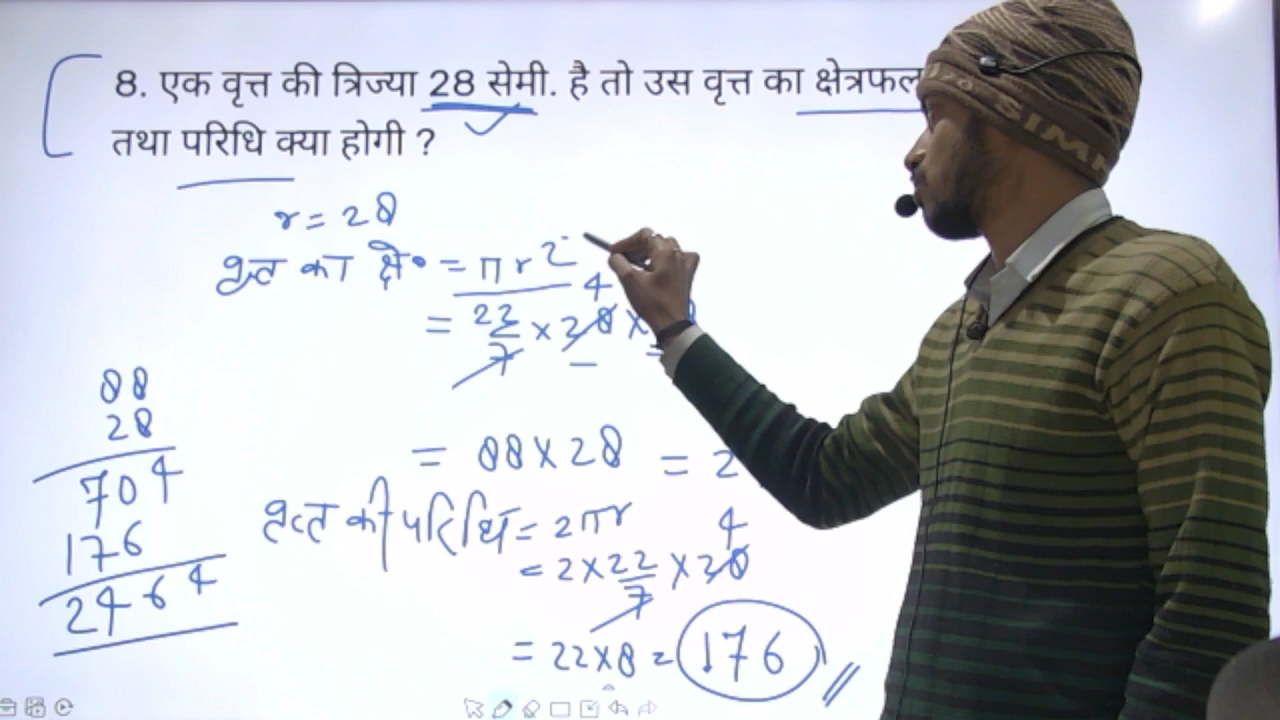 8. एक वृत्त की त्रिज्या 28 सेमी. है तो उस वृत्त का क्षेत्रफल
तथा परिधि क्या होगी ?
r = 28
वृत्त का क्षे० = πr2
= 22/7 × 28 ×
4
= 88×28 = 2
88
28
704
176
2464
वृत्त की परिधि = 2πr
4
= 2×22/7 ×28
= 22×8 = 176